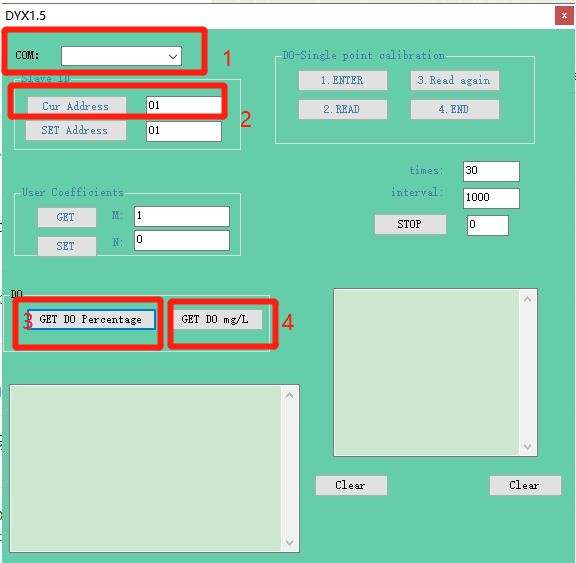 DYX1.5
x
COM:
1
Slave ID
Cur Address 01
2
SET Address 01
DO-Single point calibration
1.ENTER 3.Read again
2.READ 4.END
times: 30
interval: 1000
STOP 0
User Coefficients
GET M: 1
SET N: 0
DO
3 GET DO Percentage GET DO mg/L 4
Clear Clear